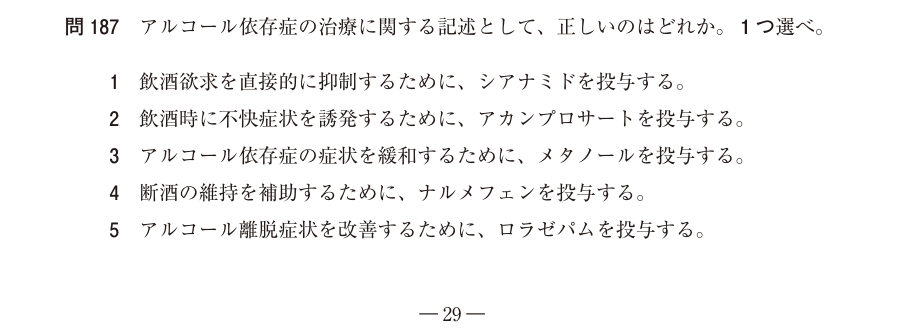 問 187 アルコール依存症の治療に関する記述として、正しいのはどれか。1つ選べ。
1 飲酒欲求を直接的に抑制するために、シアナミドを投与する。
2 飲酒時に不快症状を誘発するために、アカンプロサートを投与する。
3 アルコール依存症の症状を緩和するために、メタノールを投与する。
4 断酒の維持を補助するために、ナルメフェンを投与する。
5 アルコール離脱症状を改善するために、ロラゼパムを投与する。
— 29 —